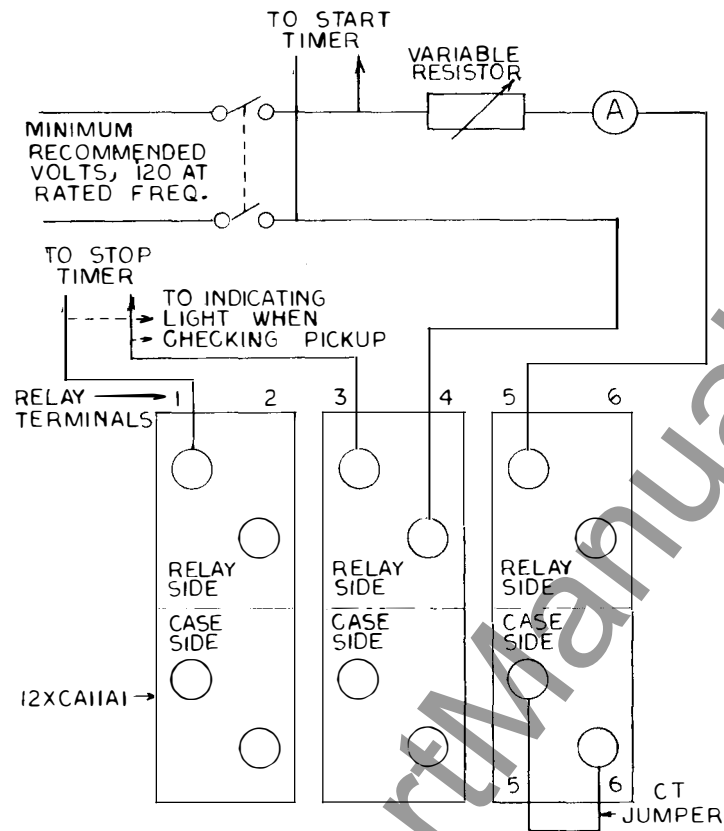 TO START
TIMER
VARIABLE
RESISTOR
A
MINIMUM
RECOMMENDED
VOLTS, 120 AT
RATED FREQ.
TO STOP
TIMER
TO INDICATING
LIGHT WHEN
CHECKING PICKUP
RELAY
TERMINALS
1 2 3 4 5 6
RELAY
SIDE
CASE
SIDE
RELAY
SIDE
CASE
SIDE
RELAY
SIDE
CASE
SIDE
12XCA11A1
5 6
CT
JUMPER